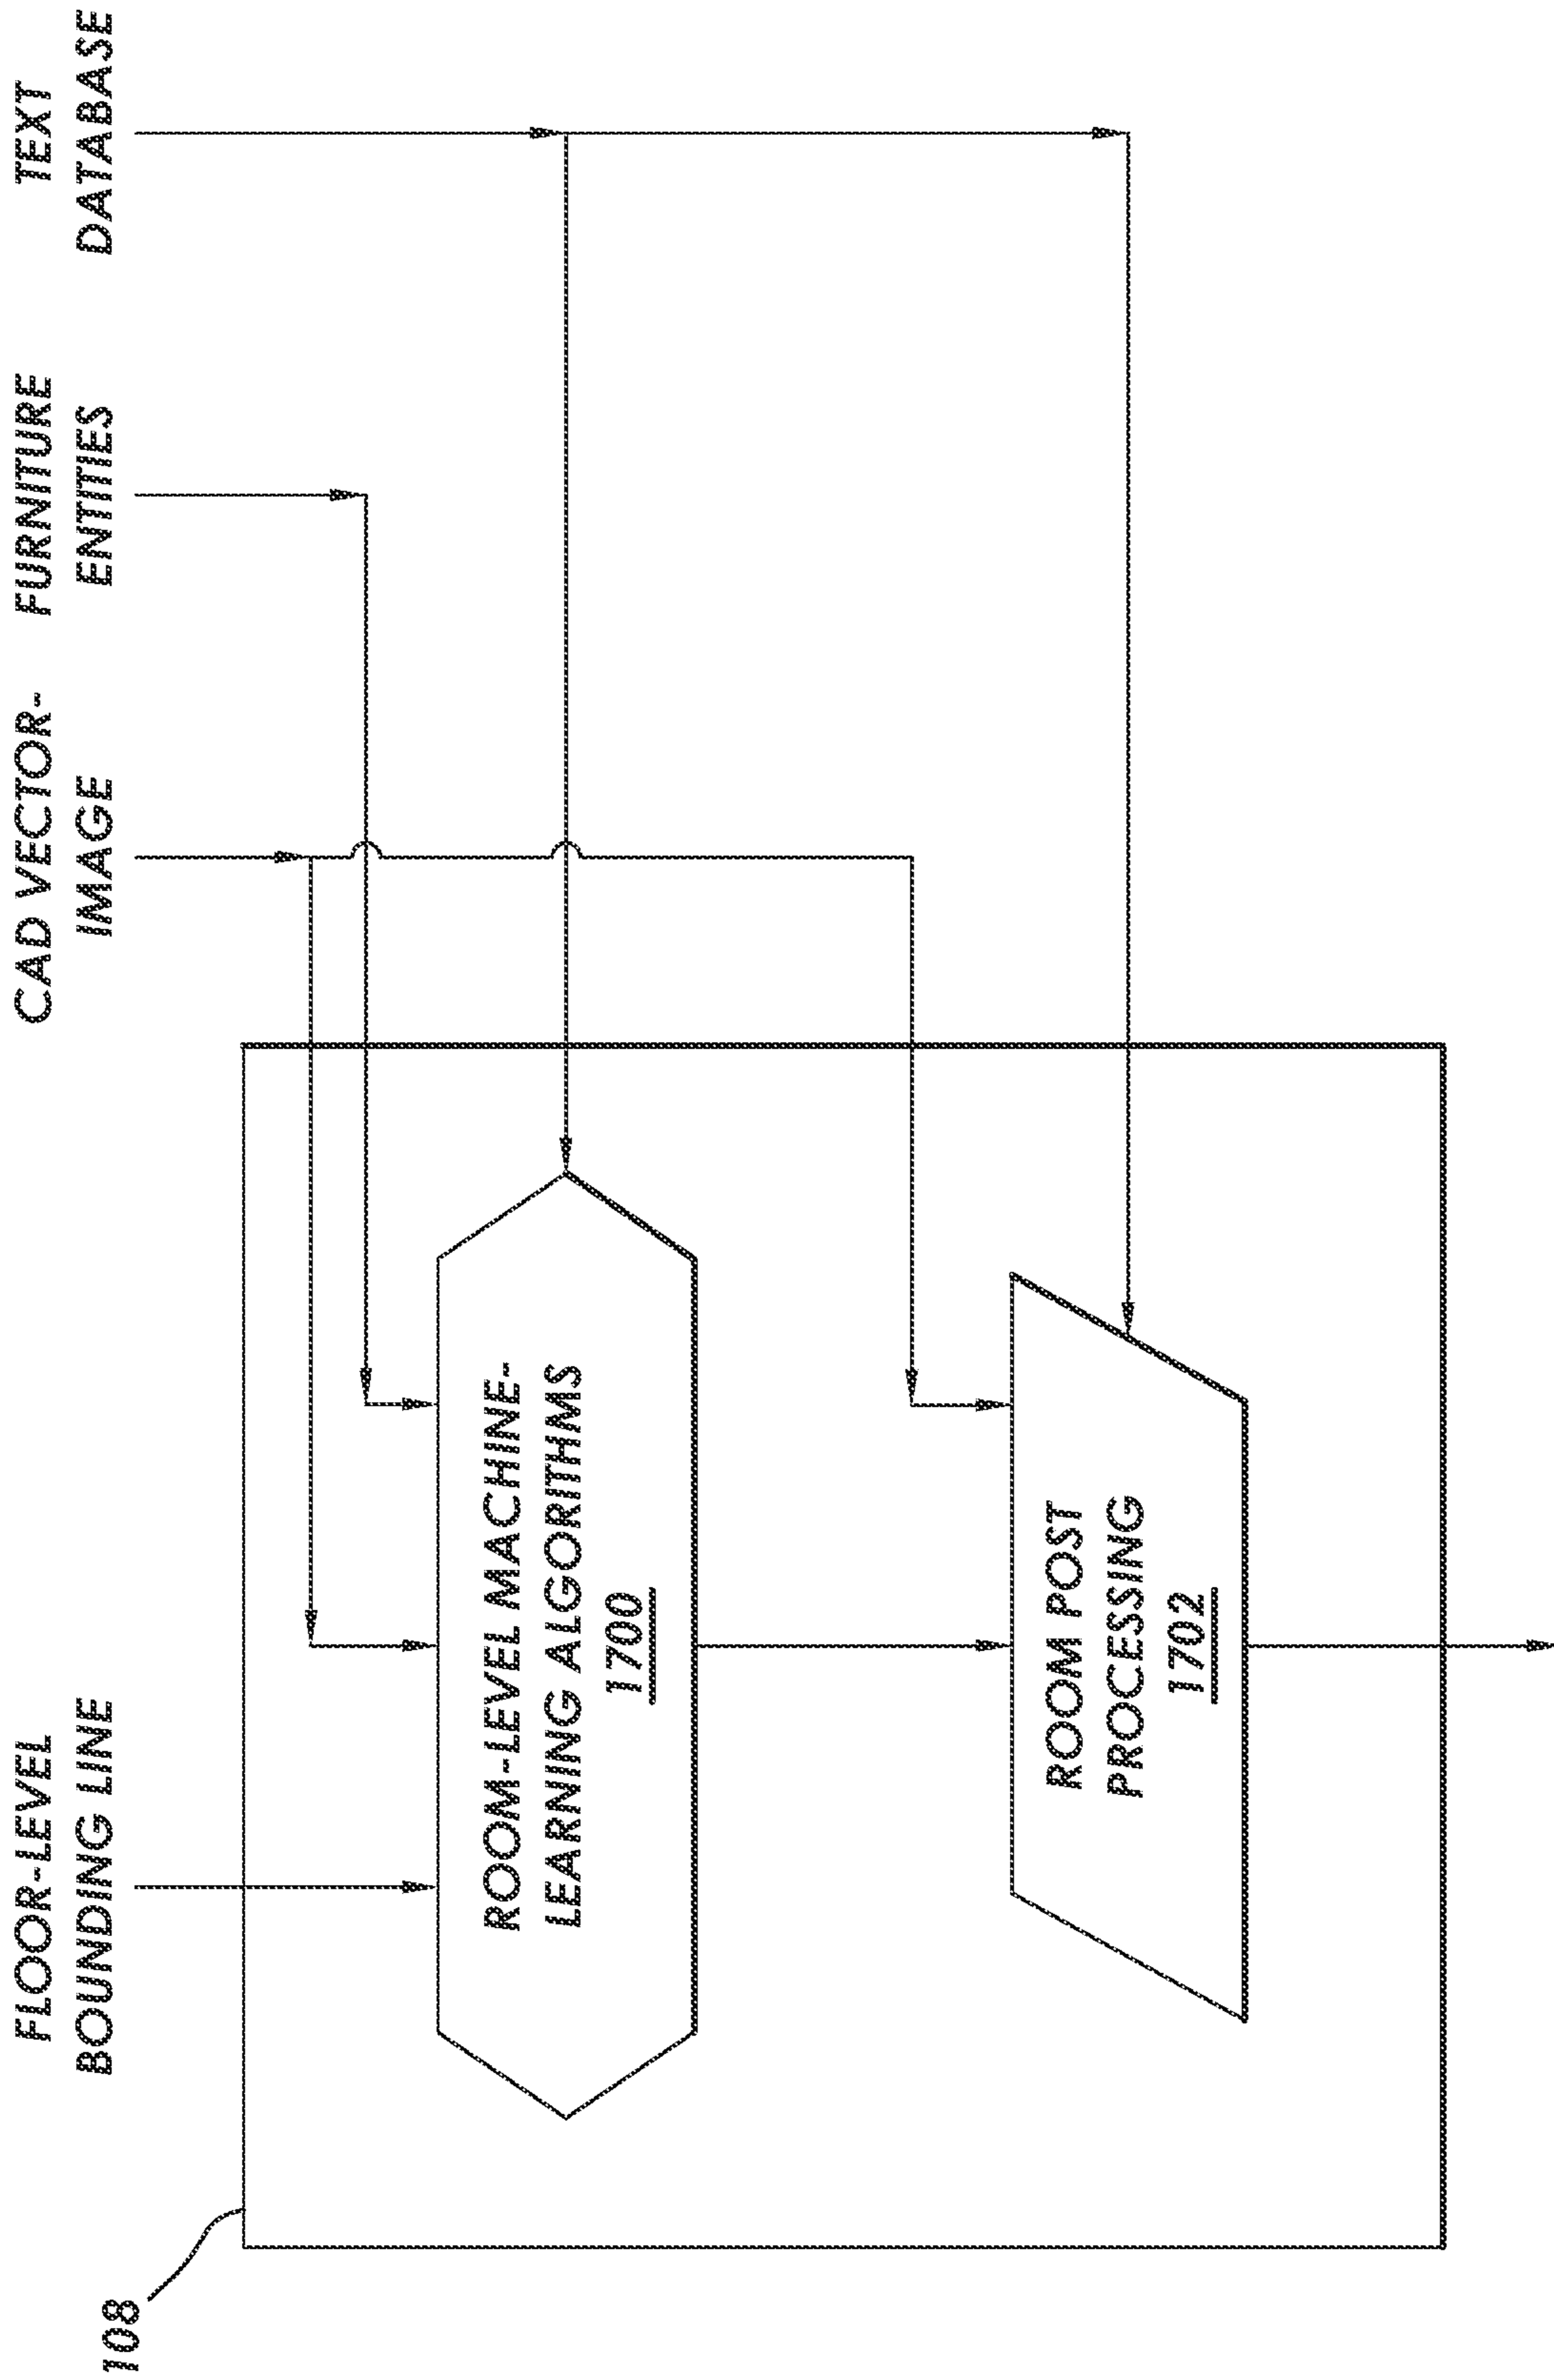 108
FLOOR-LEVEL
BOUNDING LINE
CAD VECTOR-
IMAGE
FURNITURE
ENTITIES
TEXT
DATABASE
ROOM-LEVEL MACHINE-
LEARNING ALGORITHMS
1700
ROOM POST
PROCESSING
1702